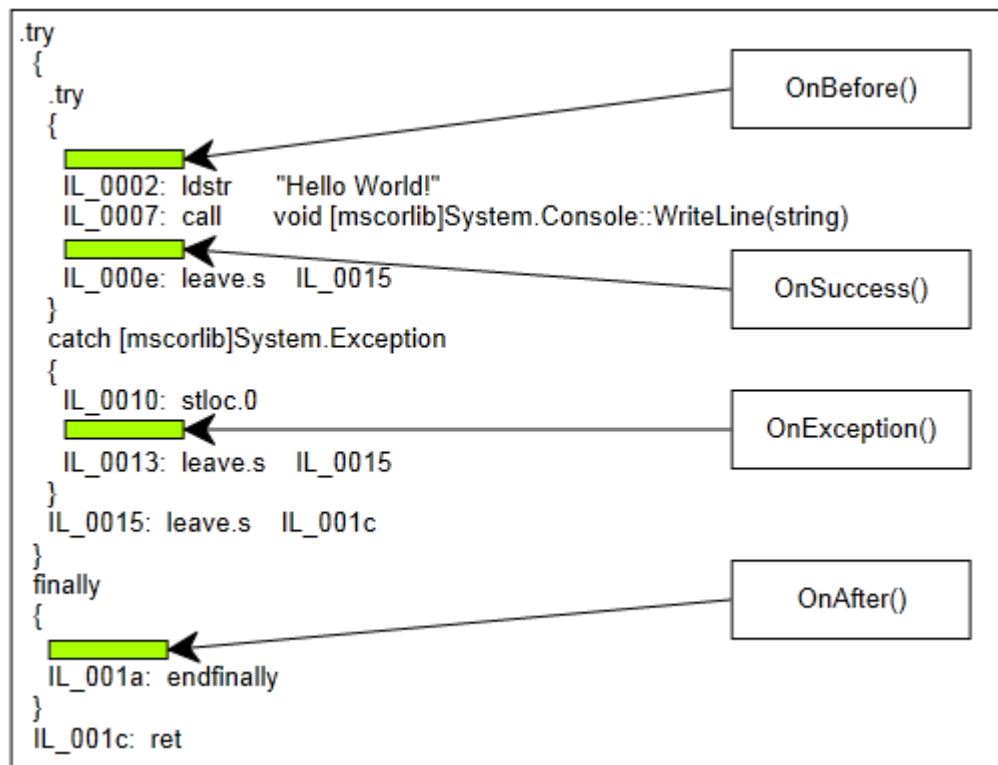 .try
{
.try
{
OnBefore()
IL_0002: ldstr "Hello World!"
IL_0007: call void [mscorlib]System.Console::WriteLine(string)
OnSuccess()
IL_000e: leave.s IL_0015
}
catch [mscorlib]System.Exception
{
IL_0010: stloc.0
OnException()
IL_0013: leave.s IL_0015
}
IL_0015: leave.s IL_001c
}
finally
{
OnAfter()
IL_001a: endfinally
}
IL_001c: ret